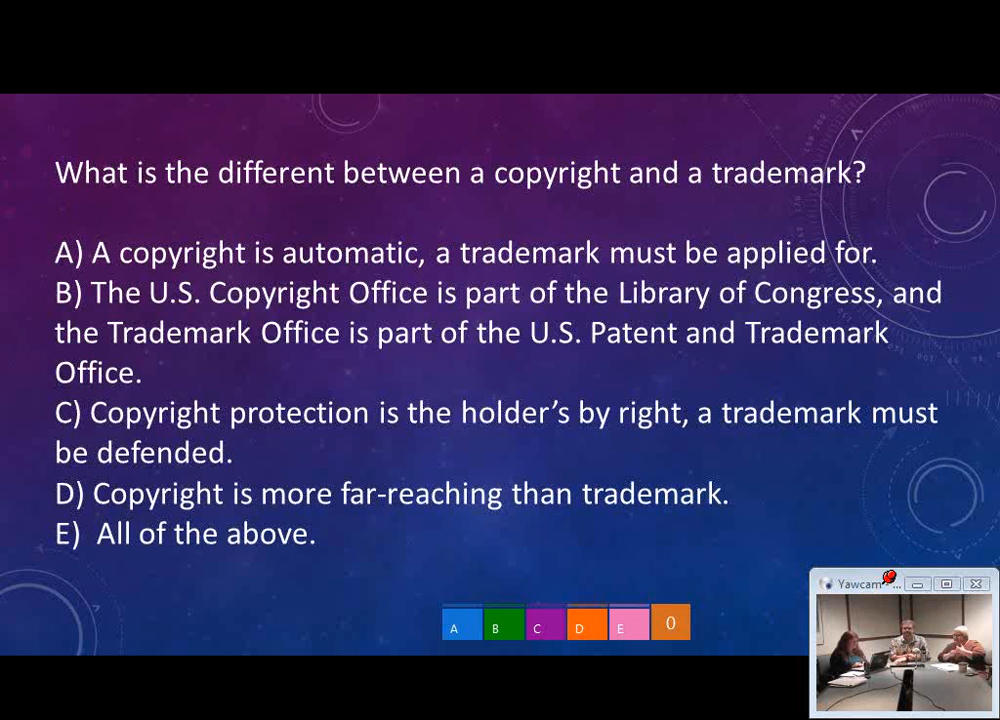 What is the different between a copyright and a trademark?
A) A copyright is automatic, a trademark must be applied for.
B) The U.S. Copyright Office is part of the Library of Congress, and
the Trademark Office is part of the U.S. Patent and Trademark
Office.
C) Copyright protection is the holder’s by right, a trademark must
be defended.
D) Copyright is more far-reaching than trademark.
E)  All of the above.
Yawcam - ...
A B C D E 0